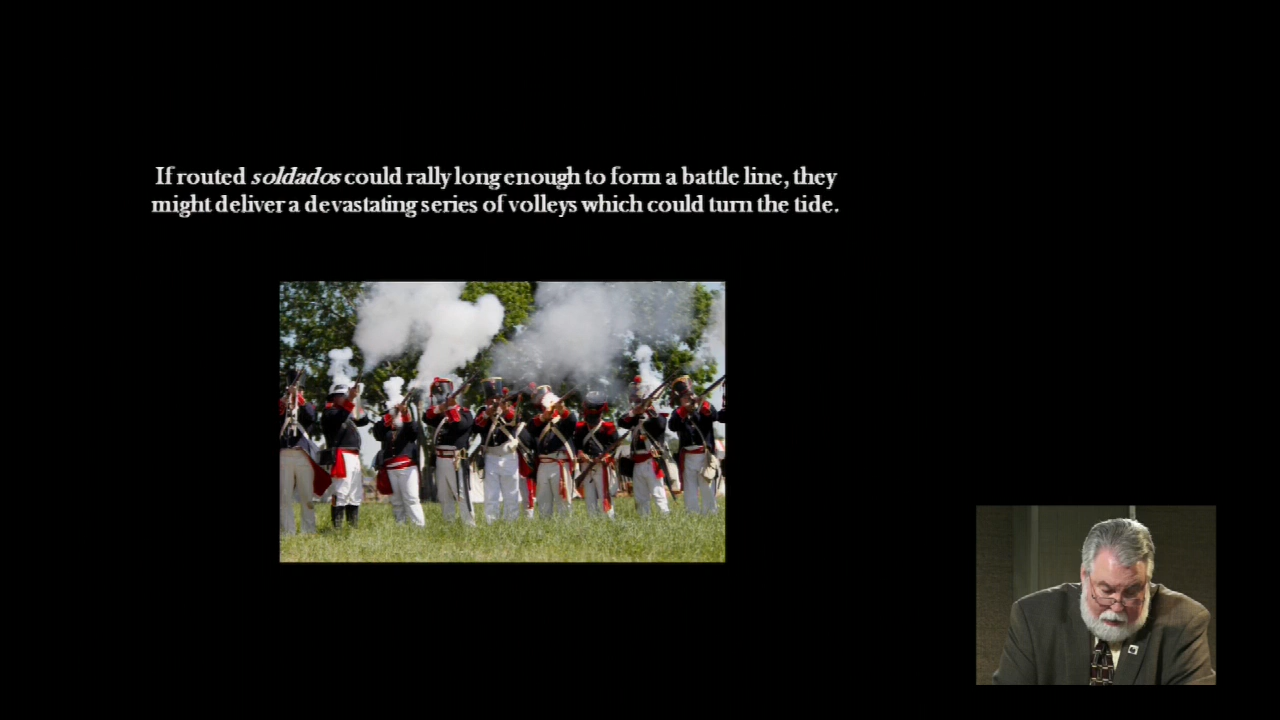 If routed soldados could rally long enough to form a battle line, they
might deliver a devastating series of volleys which could turn the tide.